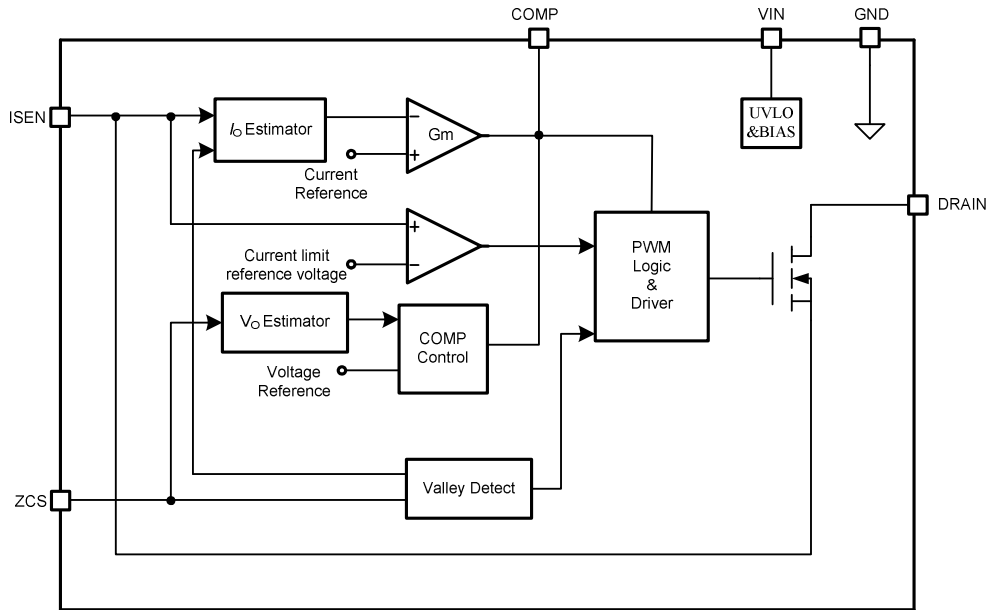 COMP
VIN
GND
ISEN
IO Estimator
−
Gm
+
Current
Reference
UVLO
&BIAS
DRAIN
+
−
Current limit
reference voltage
PWM
Logic
&
Driver
VO Estimator
COMP
Control
Voltage
Reference
Valley Detect
ZCS